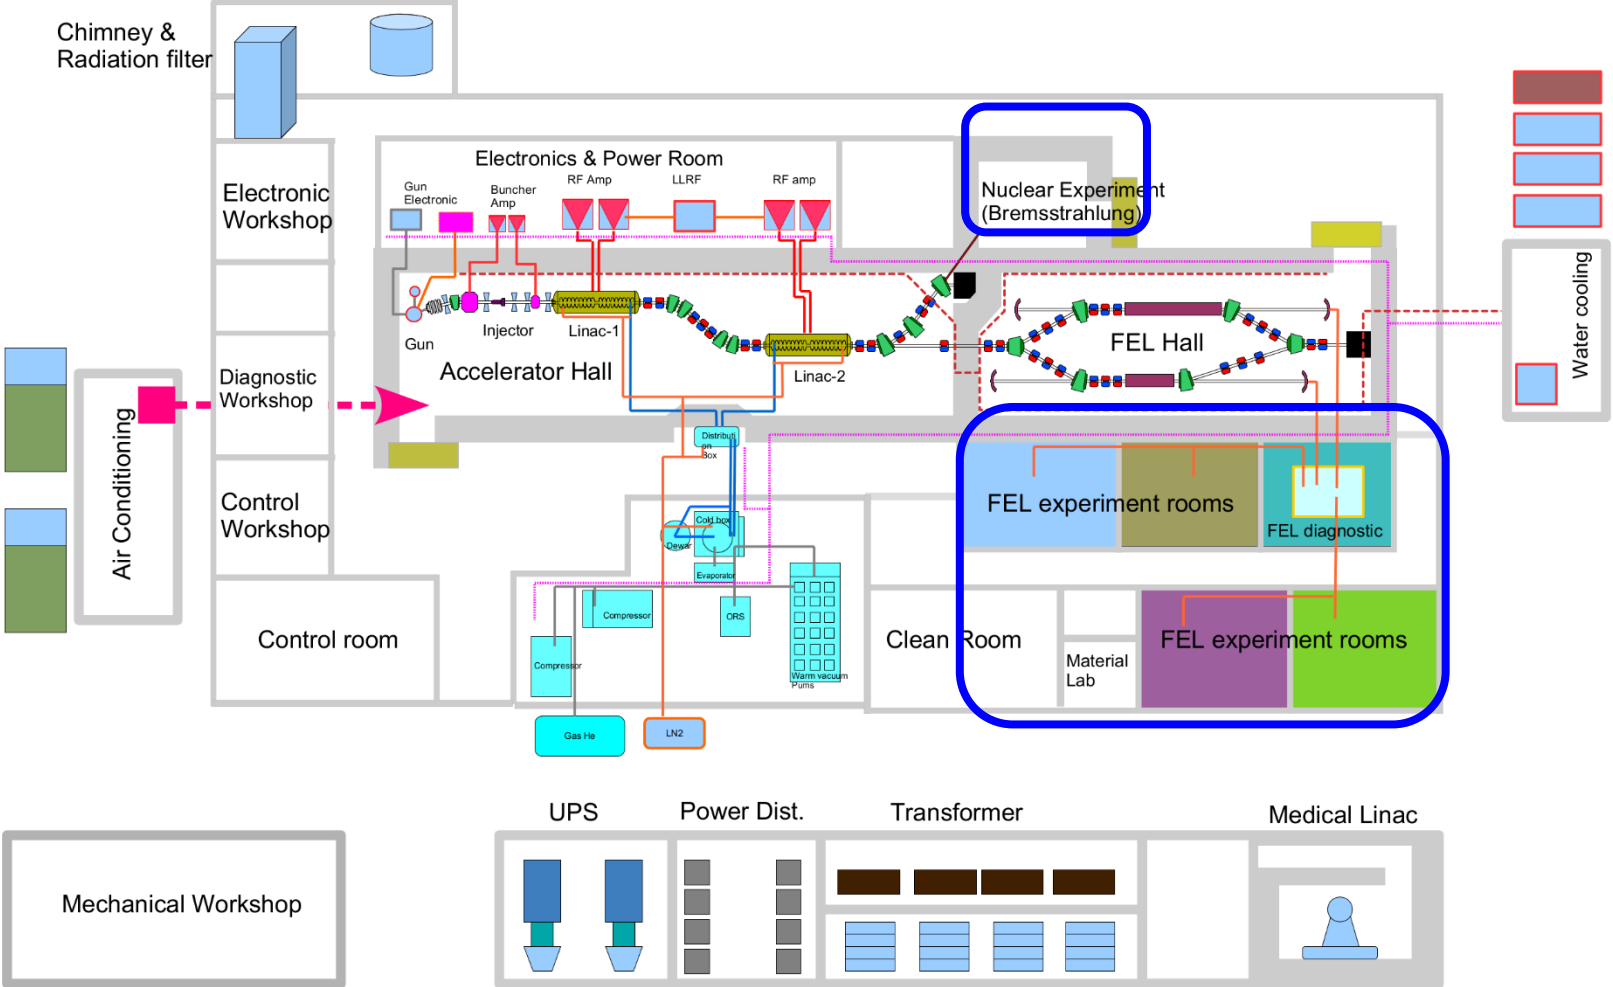 Chimney &
Radiation filter
Electronics & Power Room
Gun
Electronic
Buncher
Amp
RF Amp
LLRF
RF amp
Nuclear Experiment
(Bremsstrahlung)
Electronic
Workshop
Water cooling
Gun
Injector
Linac-1
Linac-2
Accelerator Hall
FEL Hall
Diagnostic
Workshop
Air Conditioning
Distributi
on
Box
Control
Workshop
Cold box
Dewar
Evaporator
FEL experiment rooms
FEL diagnostic
Compressor
ORS
Control room
Compressor
Warm vacuum
Pums
Clean Room
Material
Lab
FEL experiment rooms
Gas He
LN2
UPS
Power Dist.
Transformer
Medical Linac
Mechanical Workshop